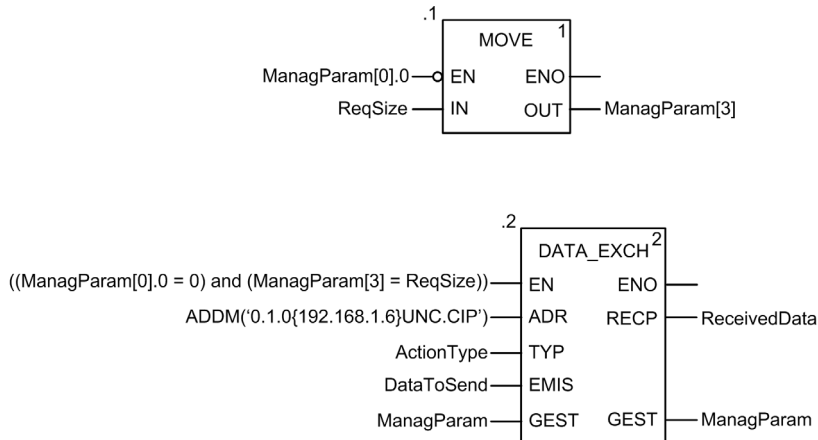 .1
MOVE 1
ManagParam[0].0 EN ENO
ReqSize IN OUT ManagParam[3]
.2
DATA_EXCH 2
((ManagParam[0].0 = 0) and (ManagParam[3] = ReqSize)) EN ENO
ADDM(‘0.1.0{192.168.1.6}UNC.CIP’) ADR RECP ReceivedData
ActionType TYP
DataToSend EMIS
ManagParam GEST GEST ManagParam